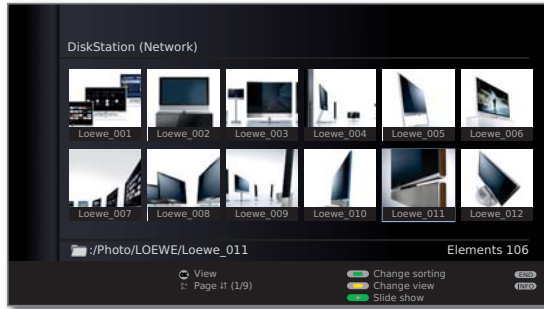 DiskStation (Network)
Loewe_001 Loewe_002 Loewe_003 Loewe_004 Loewe_005 Loewe_006
Loewe_007 Loewe_008 Loewe_009 Loewe_010 Loewe_011 Loewe_012
:/Photo/LOEWE/Loewe_011 Elements 106
OK View Change sorting END
P+ P- Page ↓↑ (1/9) Change view INFO
Slide show